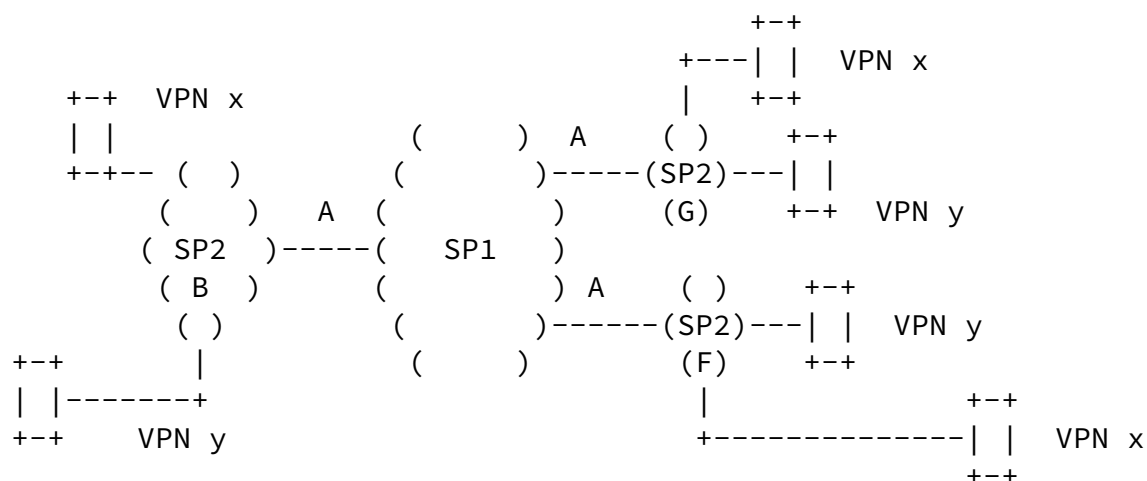 +-+
                                     +---| |  VPN x
   +-+  VPN x                        |   +-+
   | |                (     )  A    ( )    +-+
   +-+-- (  )        (       )-----(SP2)---| |
        (    )   A  (         )     (G)    +-+  VPN y
       ( SP2  )-----(   SP1   )
        ( B  )      (         ) A    ( )    +-+
         ( )         (       )------(SP2)---| |  VPN y
+-+       |           (     )        (F)    +-+
| |-------+                           |              +-+
+-+    VPN y                          +--------------| |  VPN x
                                                     +-+